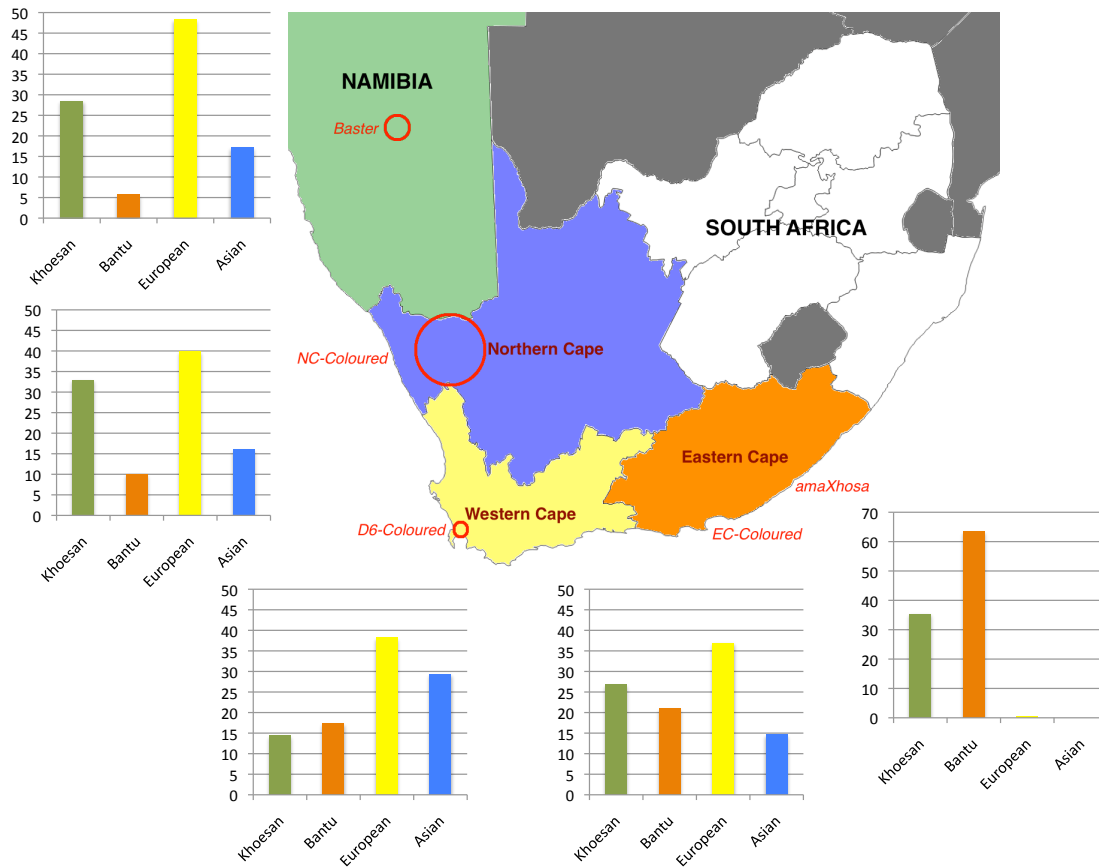 50
45
40
35
30
25
20
15
10
5
0
Khoesan
Bantu
European
Asian
NAMIBIA
Baster
SOUTH AFRICA
50
45
40
35
30
25
20
15
10
5
0
Khoesan
Bantu
European
Asian
NC-Coloured
Northern Cape
Eastern Cape
amaXhosa
Western Cape
D6-Coloured
EC-Coloured
50
45
40
35
30
25
20
15
10
5
0
Khoesan
Bantu
European
Asian
50
45
40
35
30
25
20
15
10
5
0
Khoesan
Bantu
European
Asian
70
60
50
40
30
20
10
0
Khoesan
Bantu
European
Asian